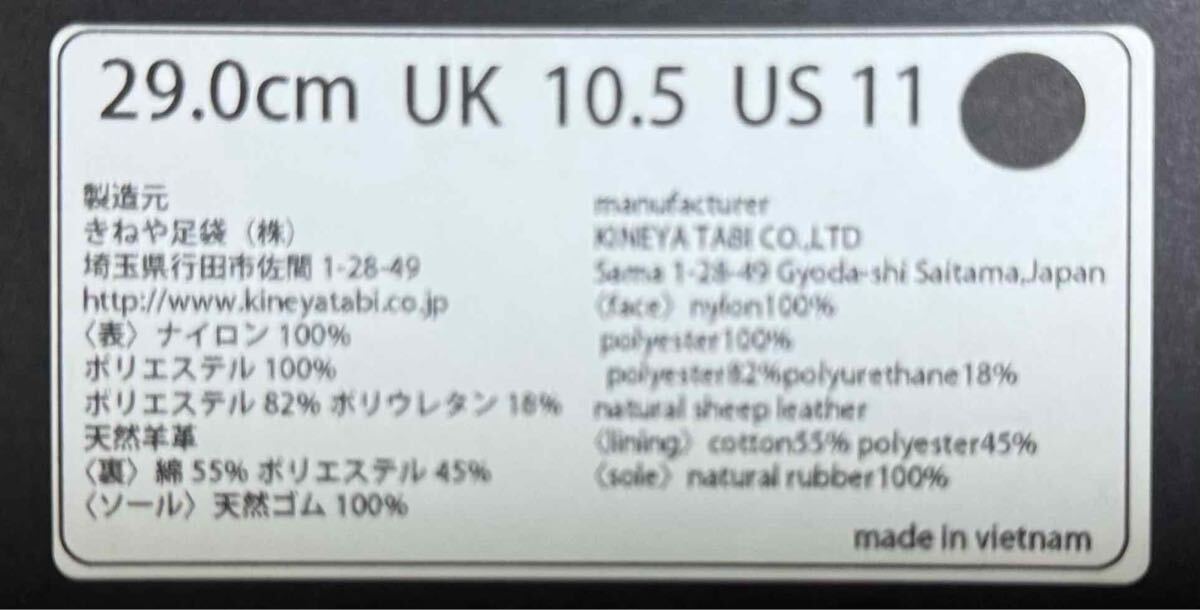 29.0cm UK 10.5 US 11
製造元
きねや足袋（株）
埼玉県行田市佐間 1-28-49
http://www.kineyatabi.co.jp
〈表〉ナイロン 100%
ポリエステル 100%
ポリエステル 82% ポリウレタン 18%
天然羊革
〈裏〉綿 55% ポリエステル 45%
〈ソール〉天然ゴム 100%
manufacturer
KINEYA TABI CO.,LTD
Sama 1-28-49 Gyoda-shi Saitama,Japan
〈face〉nylon100%
polyester100%
polyester82%polyurethane18%
natural sheep leather
〈lining〉cotton55% polyester45%
〈sole〉natural rubber100%
made in vietnam